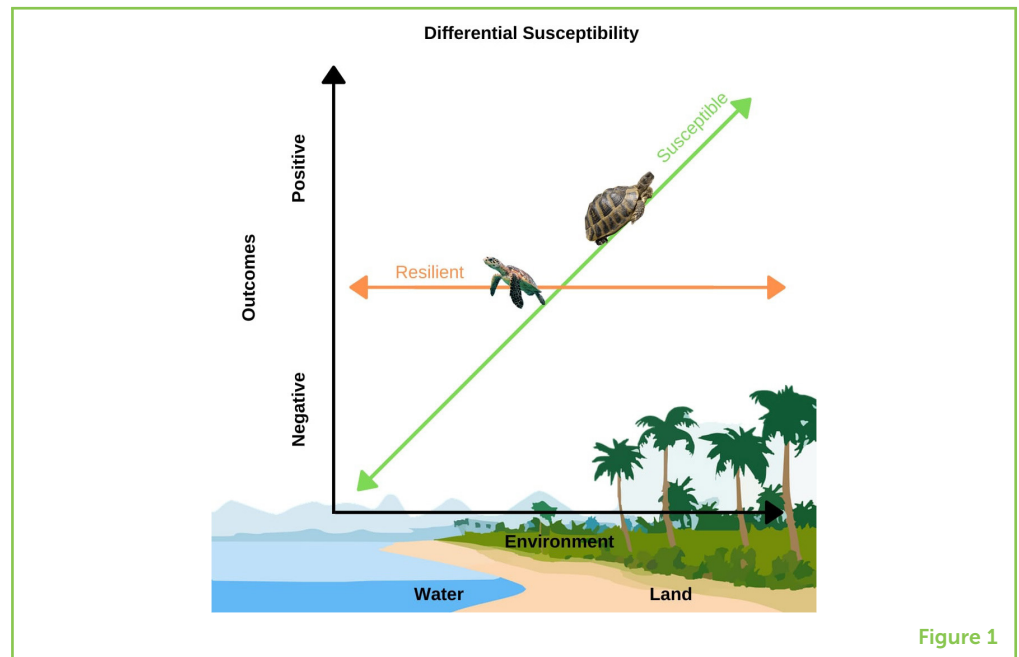 Differential Susceptibility
Positive
Susceptible
Outcomes
Resilient
Negative
Environment
Water
Land
Figure 1